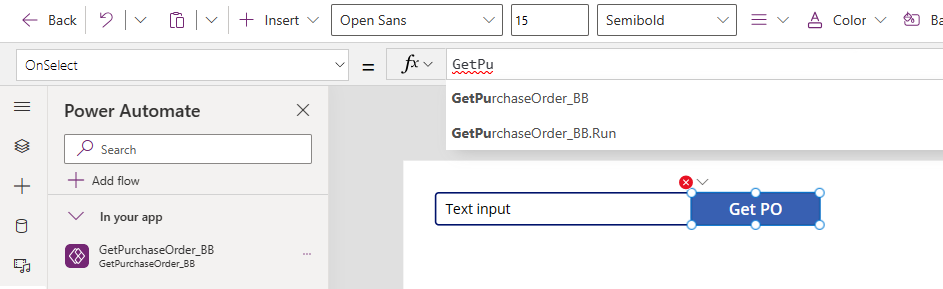 Back Insert Open Sans 15 Semibold Color Ba
OnSelect = fx GetPu
GetPurchaseOrder_BB
GetPurchaseOrder_BB.Run
Power Automate
Search
Add flow
In your app
GetPurchaseOrder_BB
GetPurchaseOrder_BB
Text input Get PO